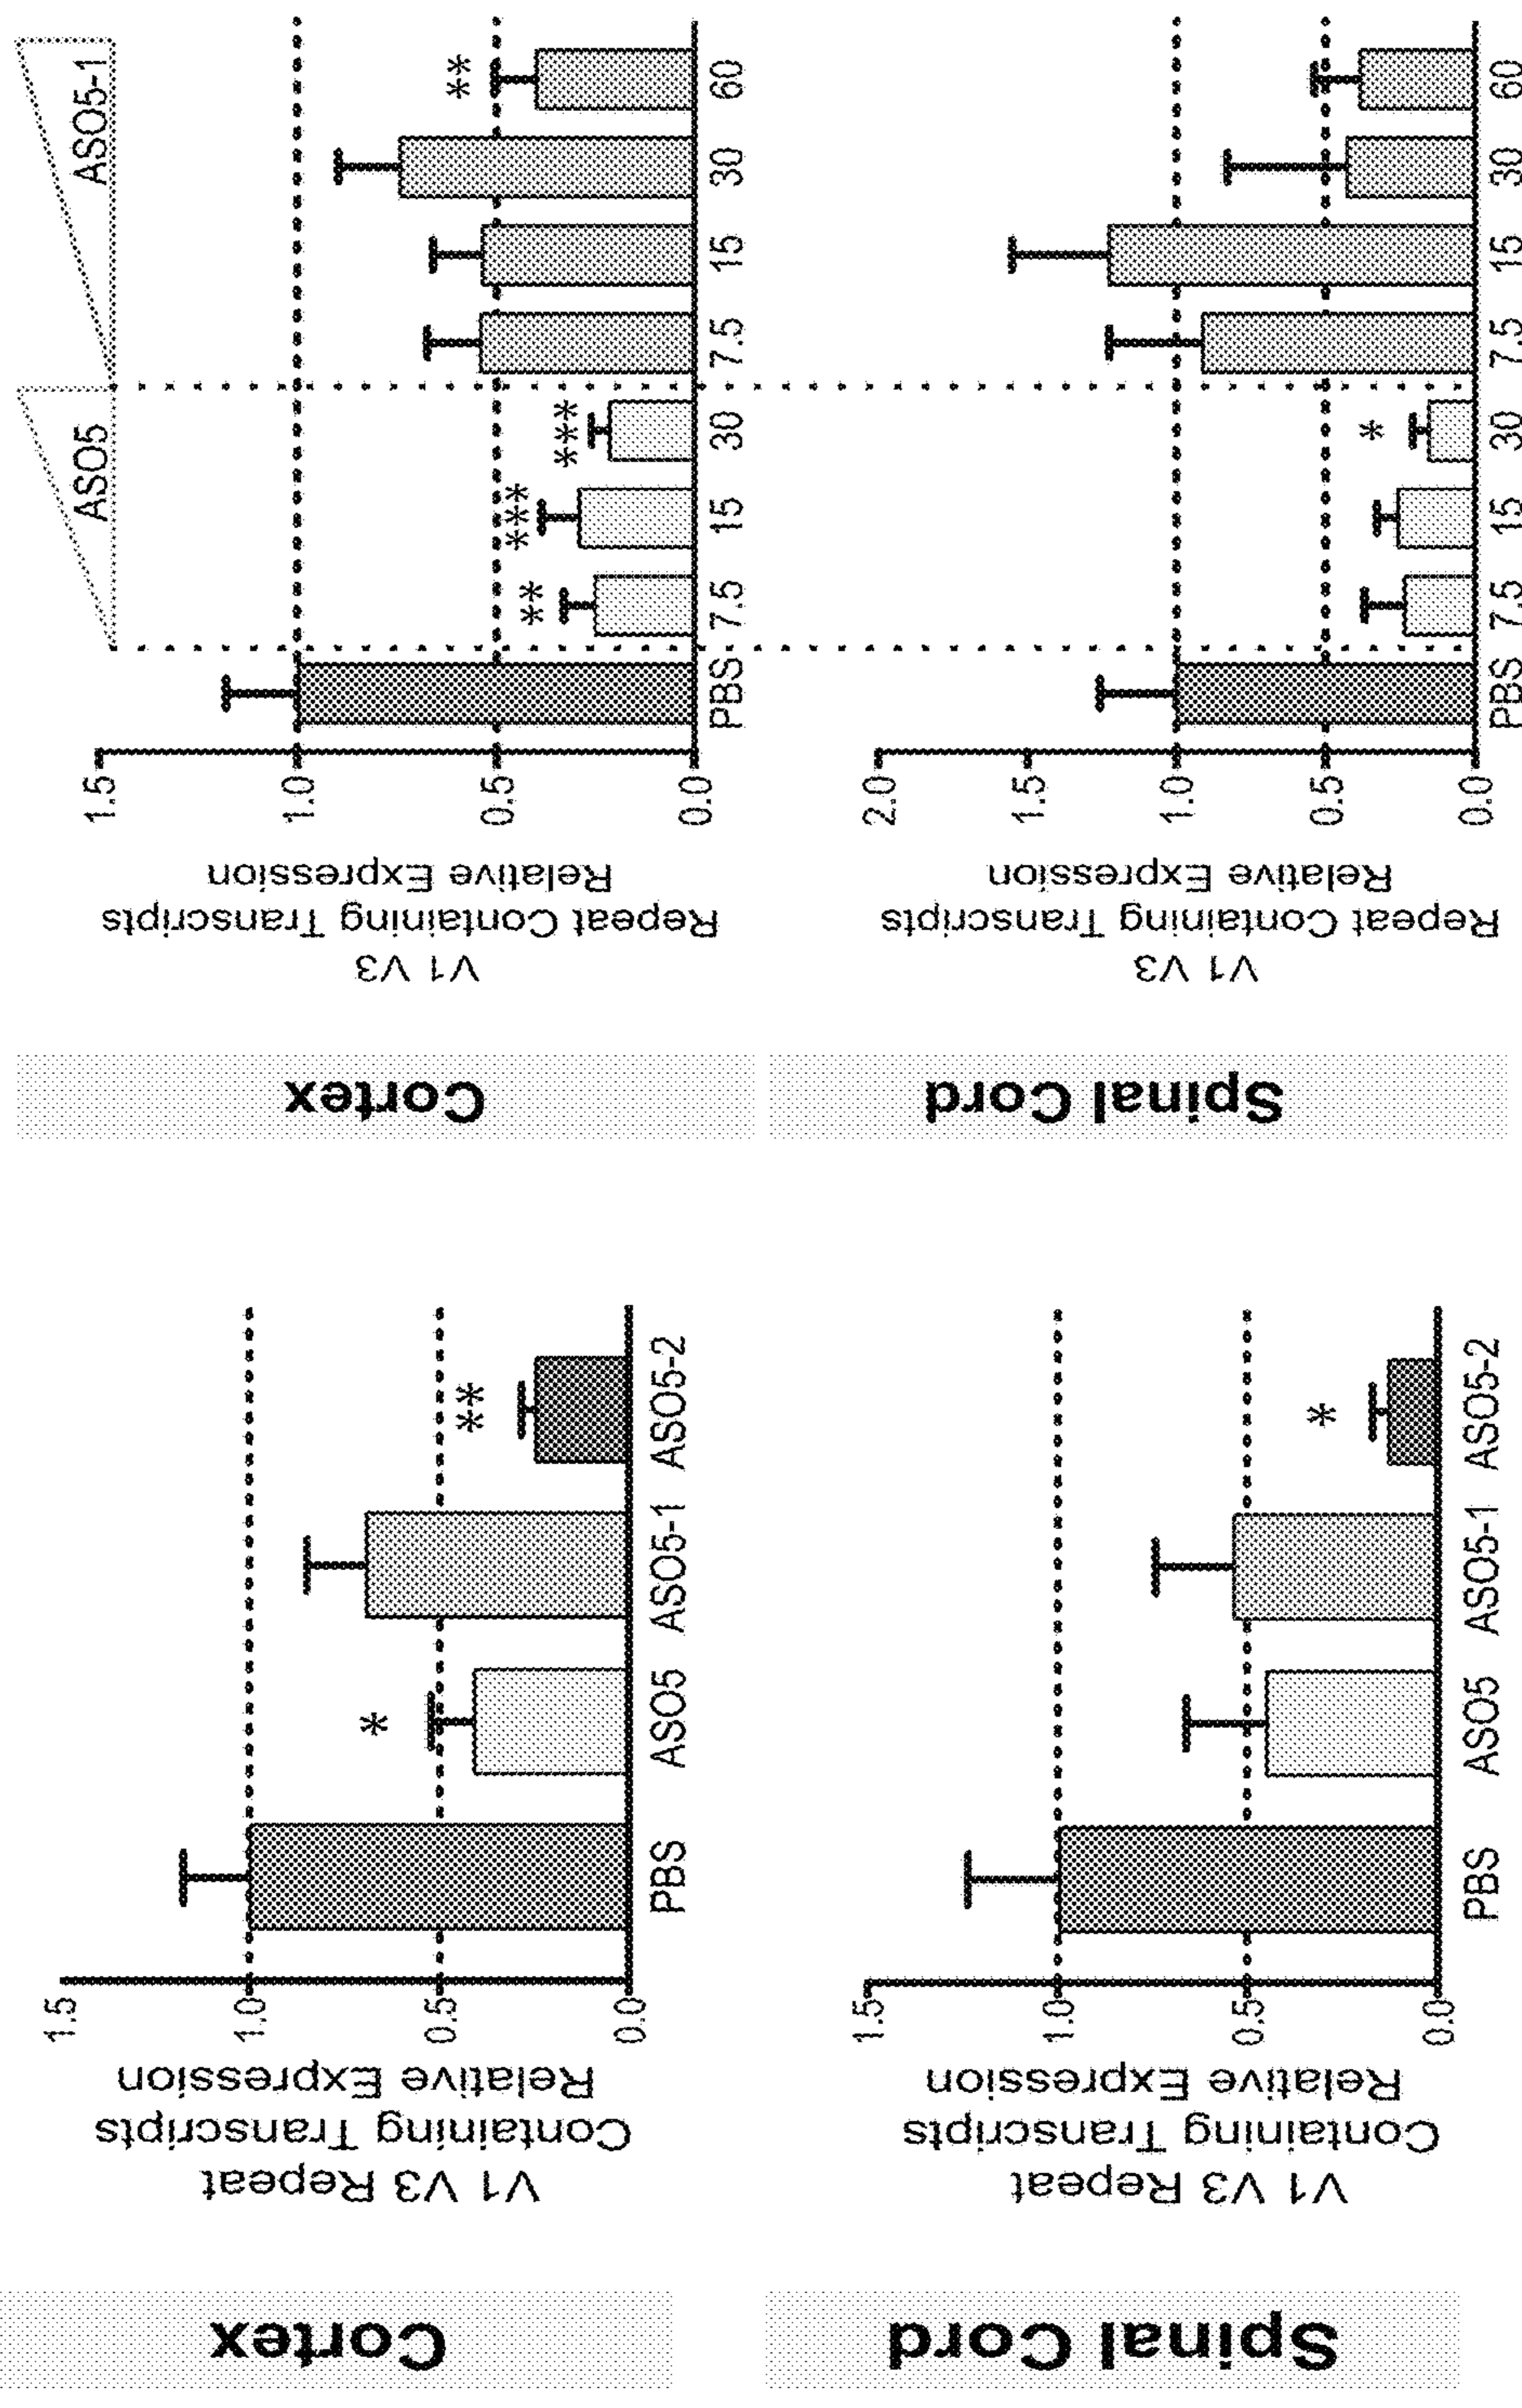 Cortex
V1 V3 Repeat
Containing Transcripts
Relative Expression
1.5
1.0
0.5
0.0
*
**
PBS ASO5 ASO5-1 ASO5-2
Spinal Cord
V1 V3 Repeat
Containing Transcripts
Relative Expression
1.5
1.0
0.5
0.0
*
PBS ASO5 ASO5-1 ASO5-2
Cortex
V1 V3
Repeat Containing Transcripts
Relative Expression
ASO5 ASO5-1
1.5
1.0
0.5
0.0
** *** *** **
PBS 7.5 15 30 7.5 15 30 60
Spinal Cord
V1 V3
Repeat Containing Transcripts
Relative Expression
2.0
1.5
1.0
0.5
0.0
*
PBS 7.5 15 30 7.5 15 30 60